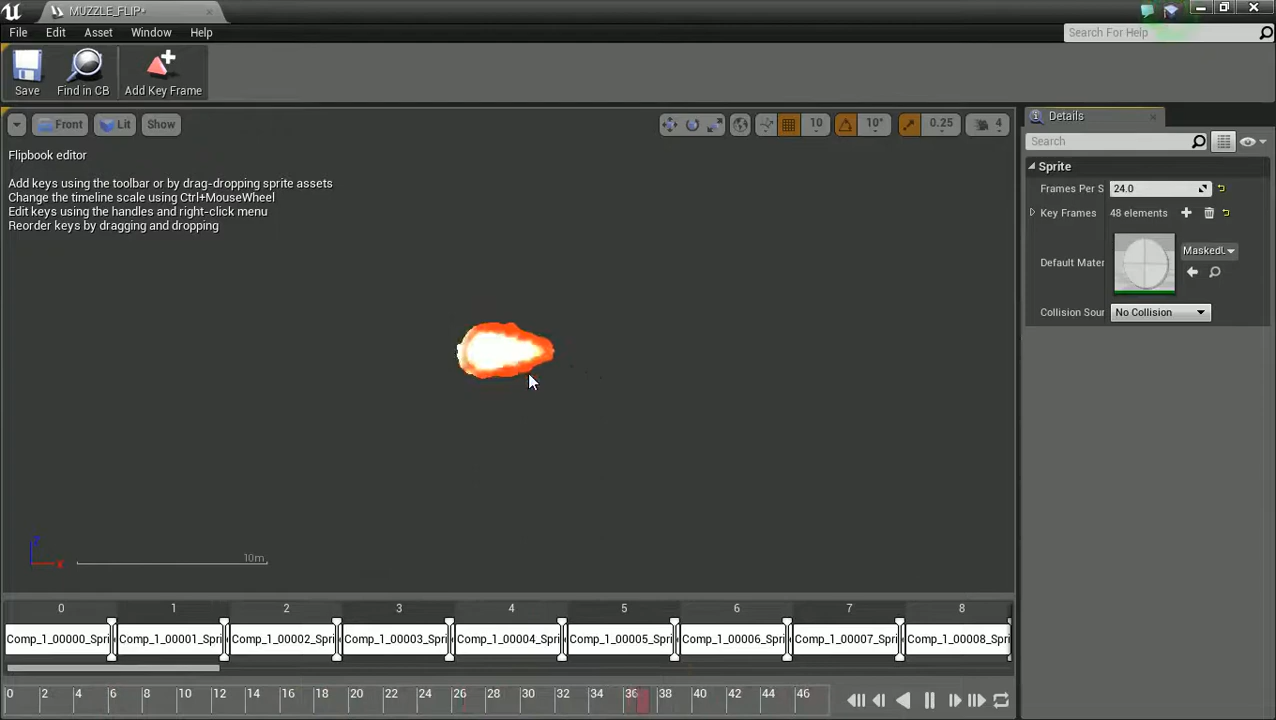 MUZZLE_FLIP*
File Edit Asset Window Help
Search For Help
Save Find in CB Add Key Frame
Front Lit Show
10 10° 0.25 4
Details
Flipbook editor
Search
Add keys using the toolbar or by drag-dropping sprite assets
Change the timeline scale using Ctrl+MouseWheel
Edit keys using the handles and right-click menu
Reorder keys by dragging and dropping
Sprite
Frames Per S 24.0
Key Frames 48 elements
Default Mater MaskedU
Collision Sour No Collision
Z
X
10m
0 1 2 3 4 5 6 7 8
Comp_1_00000_Spri Comp_1_00001_Spri Comp_1_00002_Spri Comp_1_00003_Spri Comp_1_00004_Spri Comp_1_00005_Spri Comp_1_00006_Spri Comp_1_00007_Spri Comp_1_00008_Spri
0 2 4 6 8 10 12 14 16 18 20 22 24 26 28 30 32 34 36 38 40 42 44 46